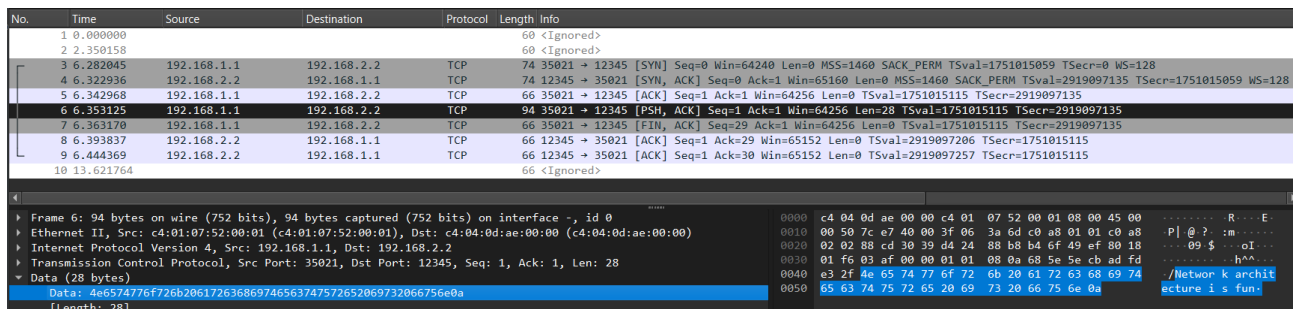 No. Time Source Destination Protocol Length Info
1 0.000000 60 <Ignored>
2 2.350158 60 <Ignored>
3 6.282045 192.168.1.1 192.168.2.2 TCP 74 35021 → 12345 [SYN] Seq=0 Win=64240 Len=0 MSS=1460 SACK_PERM TSval=1751015059 TSecr=0 WS=128
4 6.322936 192.168.1.1 192.168.2.2 TCP 74 12345 → 35021 [SYN, ACK] Seq=0 Ack=1 Win=65160 Len=0 MSS=1460 SACK_PERM TSval=2919097135 TSecr=1751015059 WS=128
5 6.342968 192.168.1.1 192.168.2.2 TCP 66 35021 → 12345 [ACK] Seq=1 Ack=1 Win=64256 Len=0 TSval=1751015115 TSecr=2919097135
6 6.353125 192.168.1.1 192.168.2.2 TCP 94 35021 → 12345 [PSH, ACK] Seq=1 Ack=1 Win=64256 Len=28 TSval=1751015115 TSecr=2919097135
7 6.363170 192.168.1.1 192.168.2.2 TCP 66 35021 → 12345 [FIN, ACK] Seq=29 Ack=1 Win=64256 Len=0 TSval=1751015115 TSecr=2919097135
8 6.393837 192.168.2.2 192.168.1.1 TCP 66 12345 → 35021 [ACK] Seq=1 Ack=29 Win=65152 Len=0 TSval=2919097206 TSecr=1751015115
9 6.444369 192.168.2.2 192.168.1.1 TCP 66 12345 → 35021 [ACK] Seq=1 Ack=30 Win=65152 Len=0 TSval=2919097257 TSecr=1751015115
10 13.621764 66 <Ignored>
Frame 6: 94 bytes on wire (752 bits), 94 bytes captured (752 bits) on interface -, id 0
Ethernet II, Src: c4:01:07:52:00:01 (c4:01:07:52:00:01), Dst: c4:04:0d:ae:00:00 (c4:04:0d:ae:00:00)
Internet Protocol Version 4, Src: 192.168.1.1, Dst: 192.168.2.2
Transmission Control Protocol, Src Port: 35021, Dst Port: 12345, Seq: 1, Ack: 1, Len: 28
Data (28 bytes)
Data: 4e6574776f726b206172636869746563747572652069732066756e0a
[Length: 28]
0000 c4 04 0d ae 00 00 c4 01 07 52 00 01 08 00 45 00 ········ ·R····E·
0010 00 50 7c e7 40 00 3f 06 3a 6d c0 a8 01 01 c0 a8 ·P|·@·?· :m······
0020 02 02 88 cd 30 39 d4 24 88 b8 b4 6f 49 ef 80 18 ····09·$ ···oI···
0030 01 f6 03 af 00 00 01 01 08 0a 68 5e 5e cb ad fd ········ ··h^^···
0040 e3 2f 4e 65 74 77 6f 72 6b 20 61 72 63 68 69 74 ·/Networ k archit
0050 65 63 74 75 72 65 20 69 73 20 66 75 6e 0a ecture i s fun·